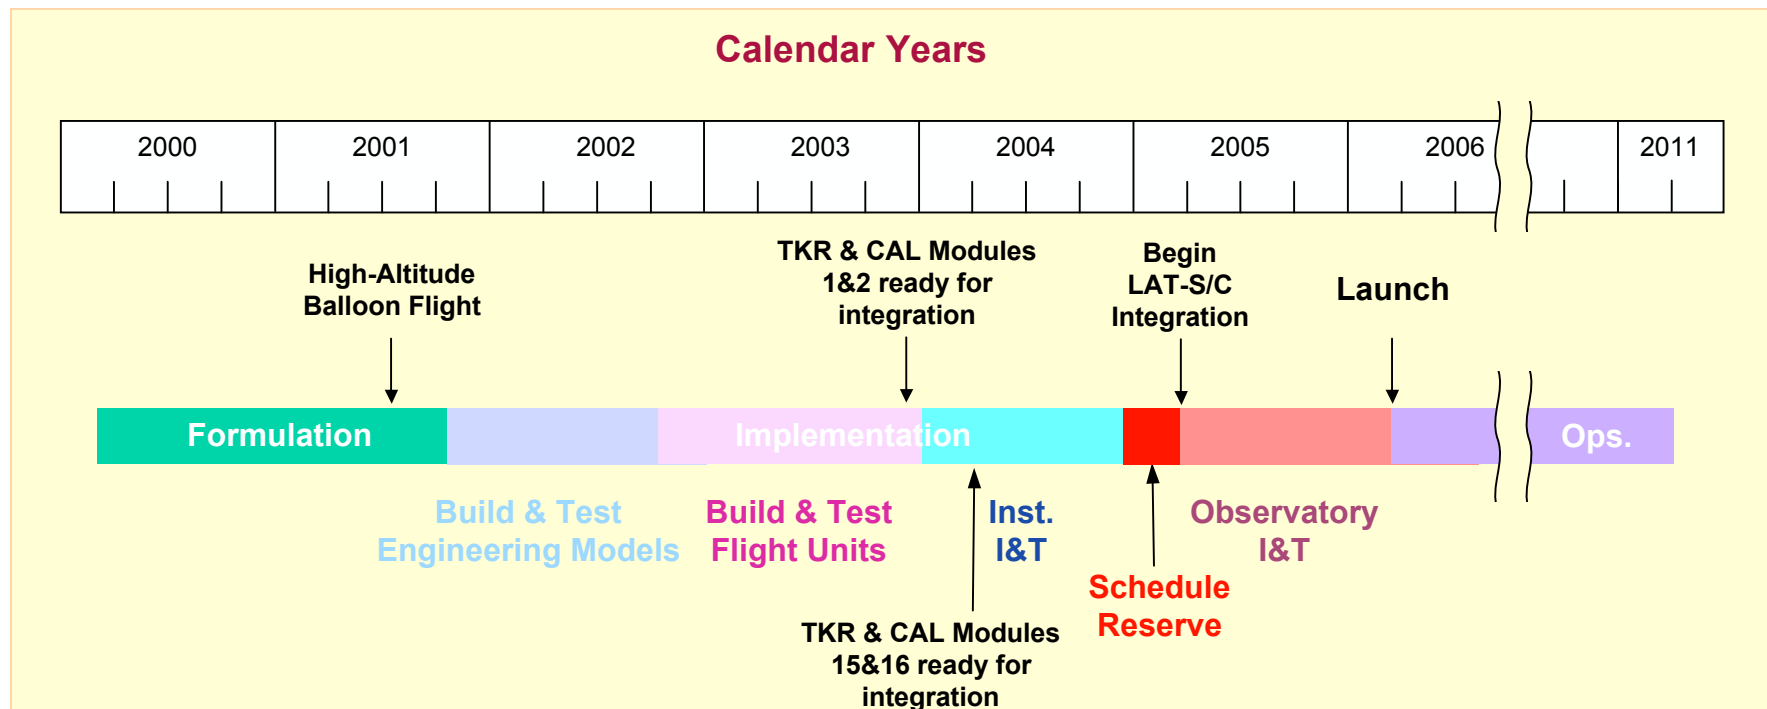 Calendar Years
2000 2001 2002 2003 2004 2005 2006 2011
High-Altitude
Balloon Flight
TKR & CAL Modules
1&2 ready for
integration
Begin
LAT-S/C
Integration
Launch
Formulation
Implementation
Ops.
Build & Test
Engineering Models
Build & Test
Flight Units
Inst.
I&T
Observatory
I&T
Schedule
Reserve
TKR & CAL Modules
15&16 ready for
integration